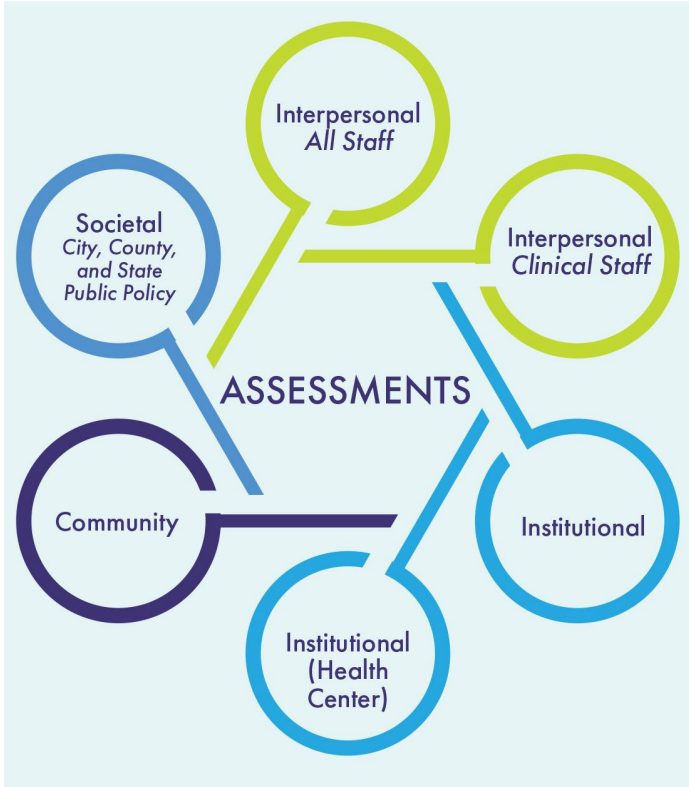 Interpersonal
All Staff
Interpersonal
Clinical Staff
Societal
City, County,
and State
Public Policy
ASSESSMENTS
Community
Institutional
Institutional
(Health
Center)